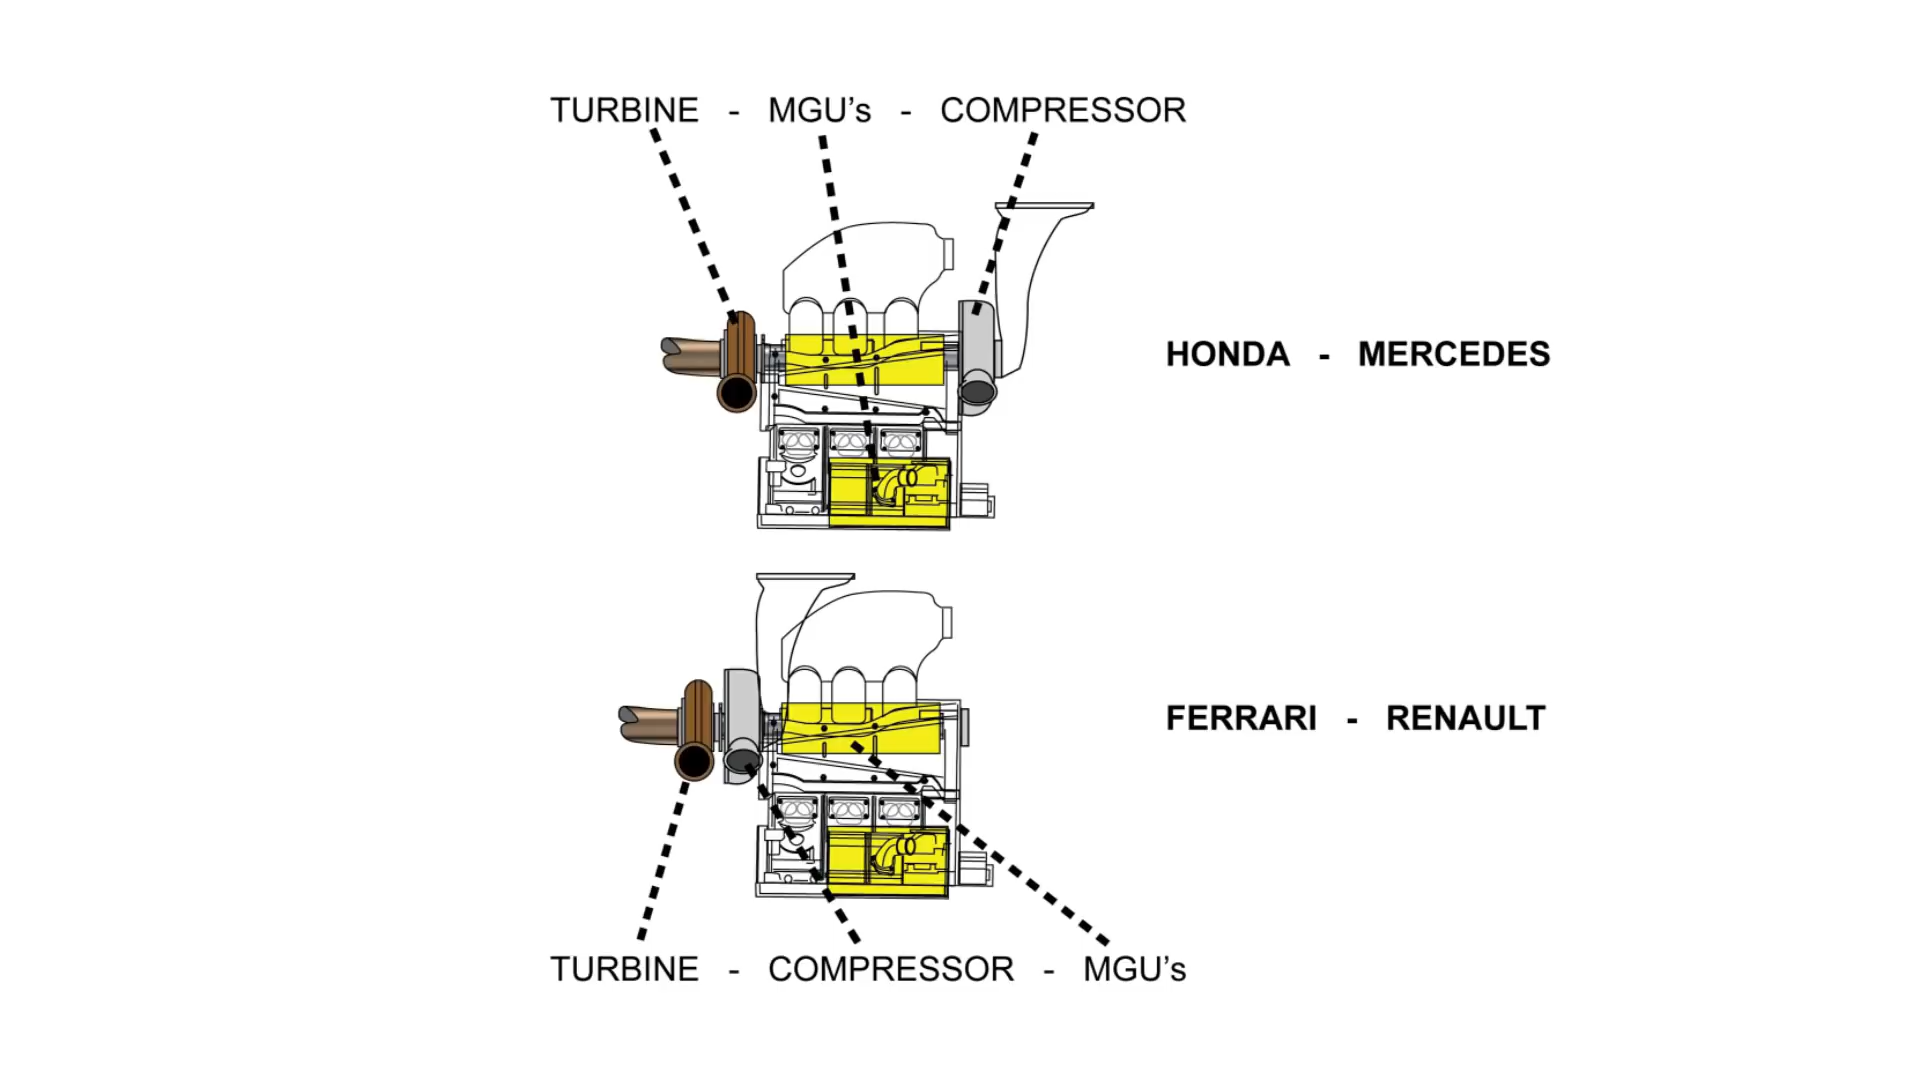 TURBINE - MGU’s - COMPRESSOR
HONDA - MERCEDES
FERRARI - RENAULT
TURBINE - COMPRESSOR - MGU’s